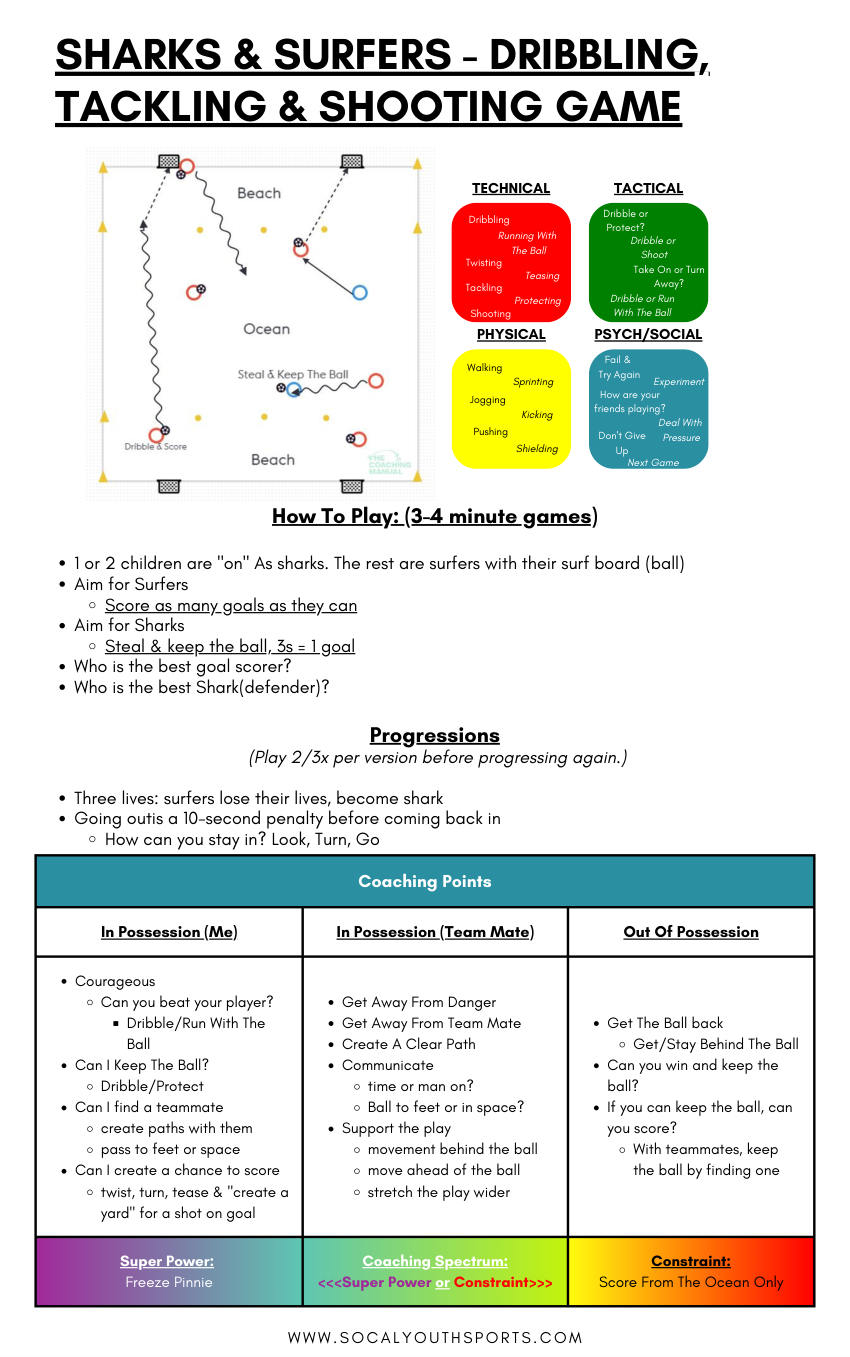 SHARKS & SURFERS - DRIBBLING,
TACKLING & SHOOTING GAME
Beach
Ocean
Steal & Keep The Ball
Dribble & Score
Beach
THE
COACHING
MANUAL
TECHNICAL
Dribbling
Running With
The Ball
Twisting
Teasing
Tackling
Protecting
Shooting
TACTICAL
Dribble or
Protect?
Dribble or
Shoot
Take On or Turn
Away?
Dribble or Run
With The Ball
PHYSICAL
Walking
Sprinting
Jogging
Kicking
Pushing
Shielding
PSYCH/SOCIAL
Fail &
Try Again
Experiment
How are your
friends playing?
Deal With
Pressure
Don't Give
Up
Next Game
How To Play: (3-4 minute games)
1 or 2 children are "on" As sharks. The rest are surfers with their surf board (ball)
Aim for Surfers
Score as many goals as they can
Aim for Sharks
Steal & keep the ball, 3s = 1 goal
Who is the best goal scorer?
Who is the best Shark(defender)?
Progressions
(Play 2/3x per version before progressing again.)
Three lives: surfers lose their lives, become shark
Going outis a 10-second penalty before coming back in
How can you stay in? Look, Turn, Go
Coaching Points
In Possession (Me)
Courageous
Can you beat your player?
Dribble/Run With The
Ball
Can I Keep The Ball?
Dribble/Protect
Can I find a teammate
create paths with them
pass to feet or space
Can I create a chance to score
twist, turn, tease & "create a
yard" for a shot on goal
In Possession (Team Mate)
Get Away From Danger
Get Away From Team Mate
Create A Clear Path
Communicate
time or man on?
Ball to feet or in space?
Support the play
movement behind the ball
move ahead of the ball
stretch the play wider
Out Of Possession
Get The Ball back
Get/Stay Behind The Ball
Can you win and keep the
ball?
If you can keep the ball, can
you score?
With teammates, keep
the ball by finding one
Super Power:
Freeze Pinnie
Coaching Spectrum:
<<<Super Power or Constraint>>>
Constraint:
Score From The Ocean Only
WWW.SOCALYOUTHSPORTS.COM